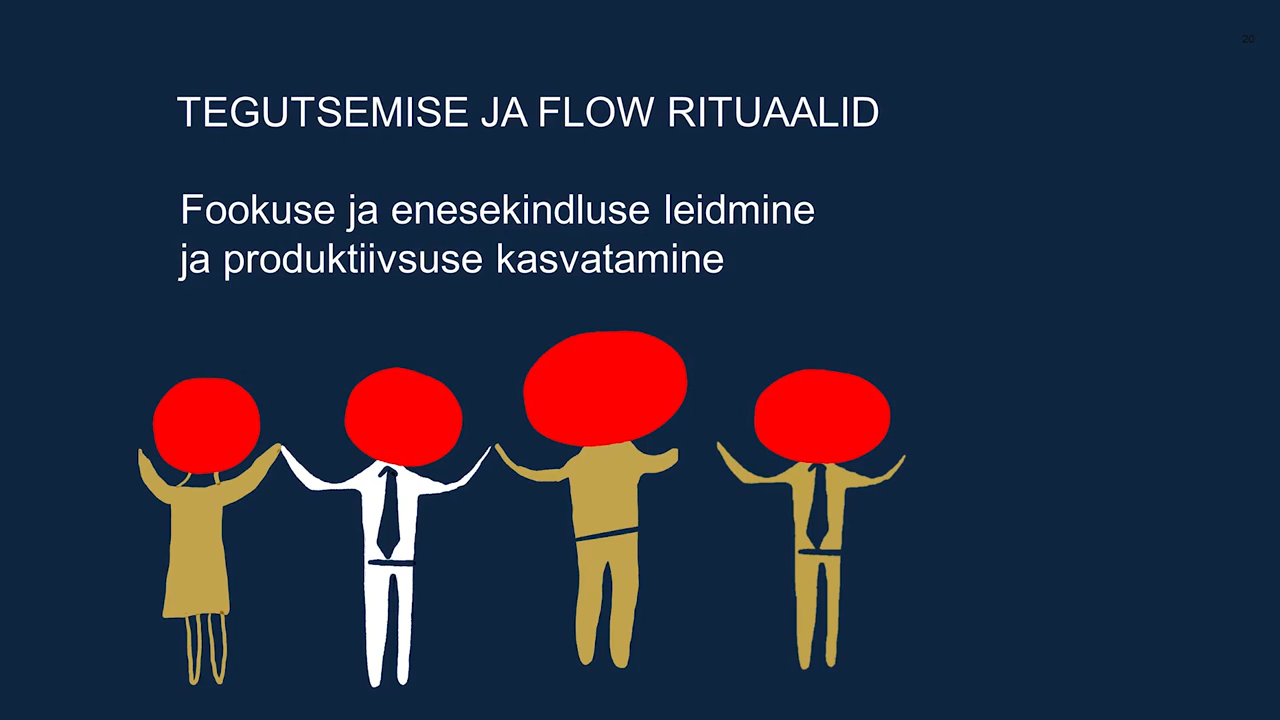 20
TEGUTSEMISE JA FLOW RITUAALID
Fookuse ja enesekindluse leidmine
ja produktiivsuse kasvatamine